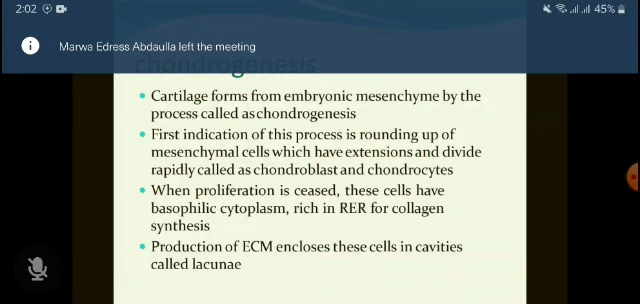 2:02 45%
Marwa Edress Abdaulla left the meeting
chondrogenesis
• Cartilage forms from embryonic mesenchyme by the
process called as chondrogenesis
• First indication of this process is rounding up of
mesenchymal cells which have extensions and divide
rapidly called as chondroblast and chondrocytes
• When proliferation is ceased, these cells have
basophilic cytoplasm, rich in RER for collagen
synthesis
• Production of ECM encloses these cells in cavities
called lacunae